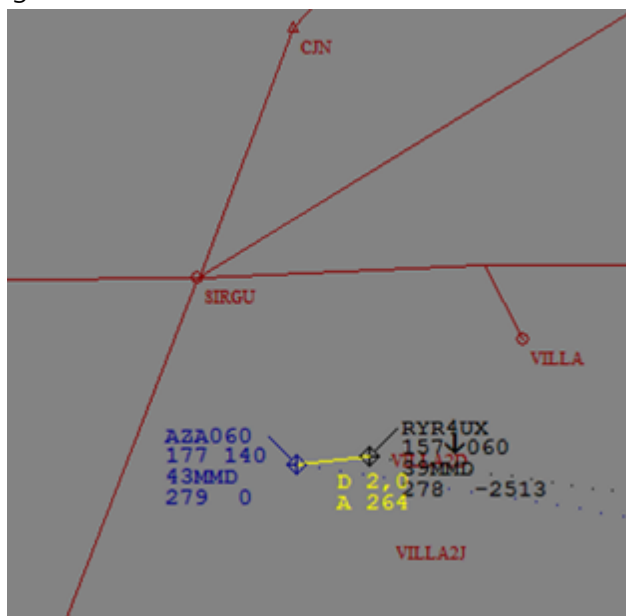 CJN
SIRGU
VILLA
AZA060
177 140
43MMD
279 0
RYR4UX
157↓060
39MMD
278 -2513
VILLA2D
D 2,0
A 264
VILLA2J